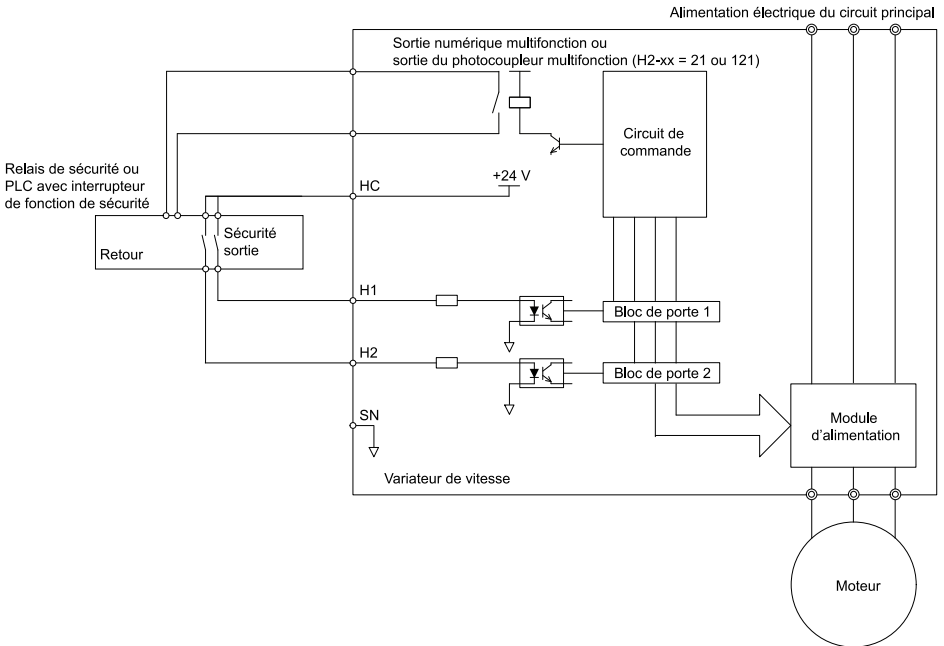 Alimentation électrique du circuit principal
Sortie numérique multifonction ou
sortie du photocoupleur multifonction (H2-xx = 21 ou 121)
Circuit de
commande
Relais de sécurité ou
PLC avec interrupteur
de fonction de sécurité
HC
+24 V
Sécurité
sortie
Retour
H1
Bloc de porte 1
H2
Bloc de porte 2
SN
Module
d'alimentation
Variateur de vitesse
Moteur